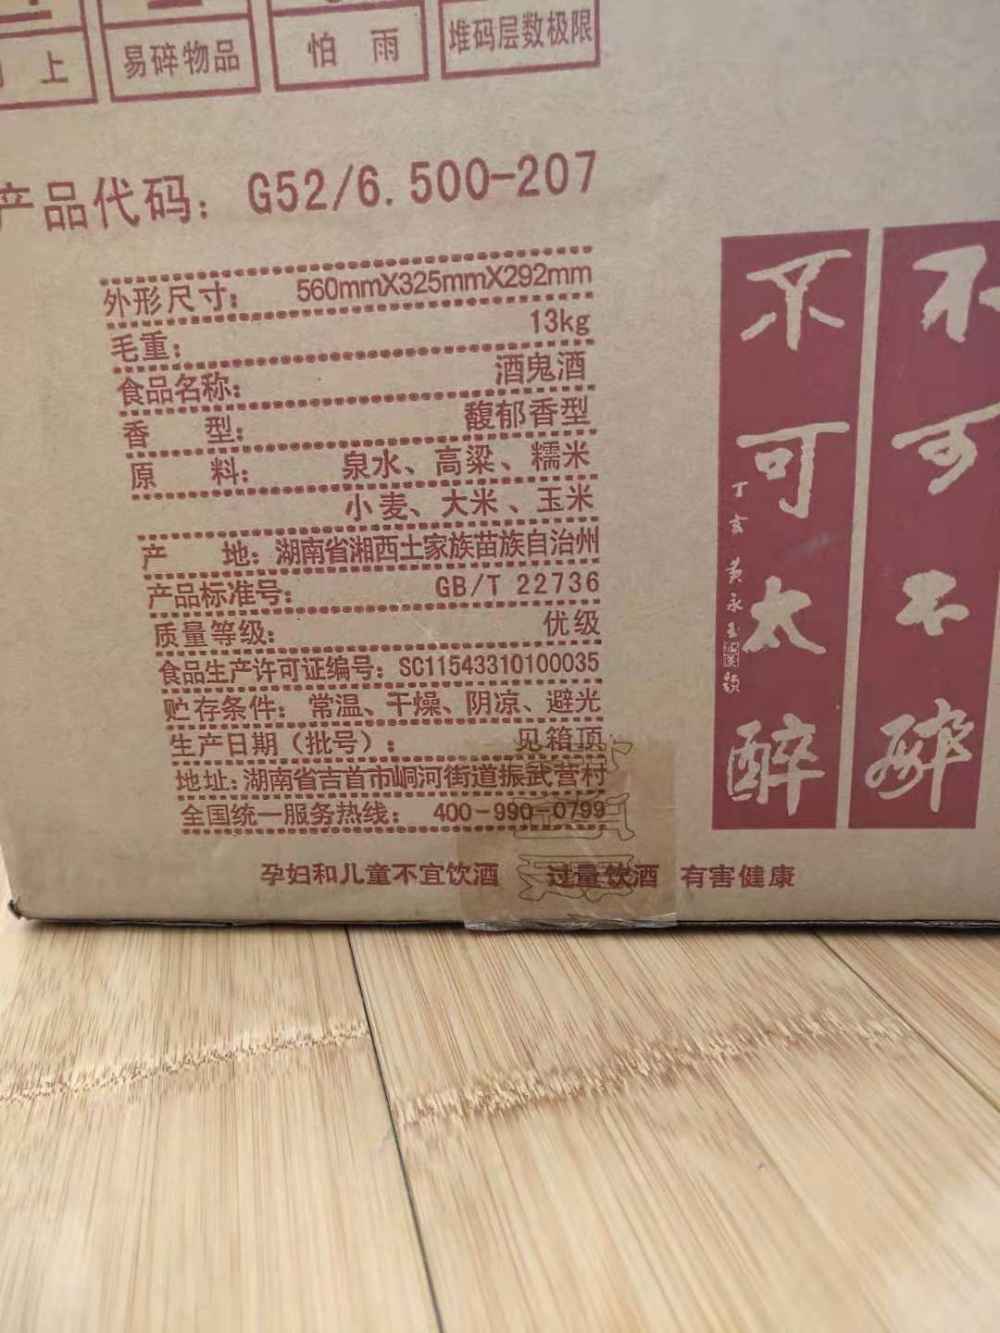 上
易碎物品
怕 雨
堆码层数极限
产品代码：G52/6.500-207
外形尺寸： 560mmX325mmX292mm
毛重： 13kg
食品名称： 酒鬼酒
香 型： 馥郁香型
原 料： 泉水、高粱、糯米
小麦、大米、玉米
产 地：湖南省湘西土家族苗族自治州
产品标准号： GB/T 22736
质量等级： 优级
食品生产许可证编号：SC11543310100035
贮存条件：常温、干燥、阴凉、避光
生产日期（批号）： 见箱顶
地址：湖南省吉首市峒河街道振武营村
全国统一服务热线： 400-990-0799
孕妇和儿童不宜饮酒 过量饮酒 有害健康
不可不醉
不可太醉
黄永玉